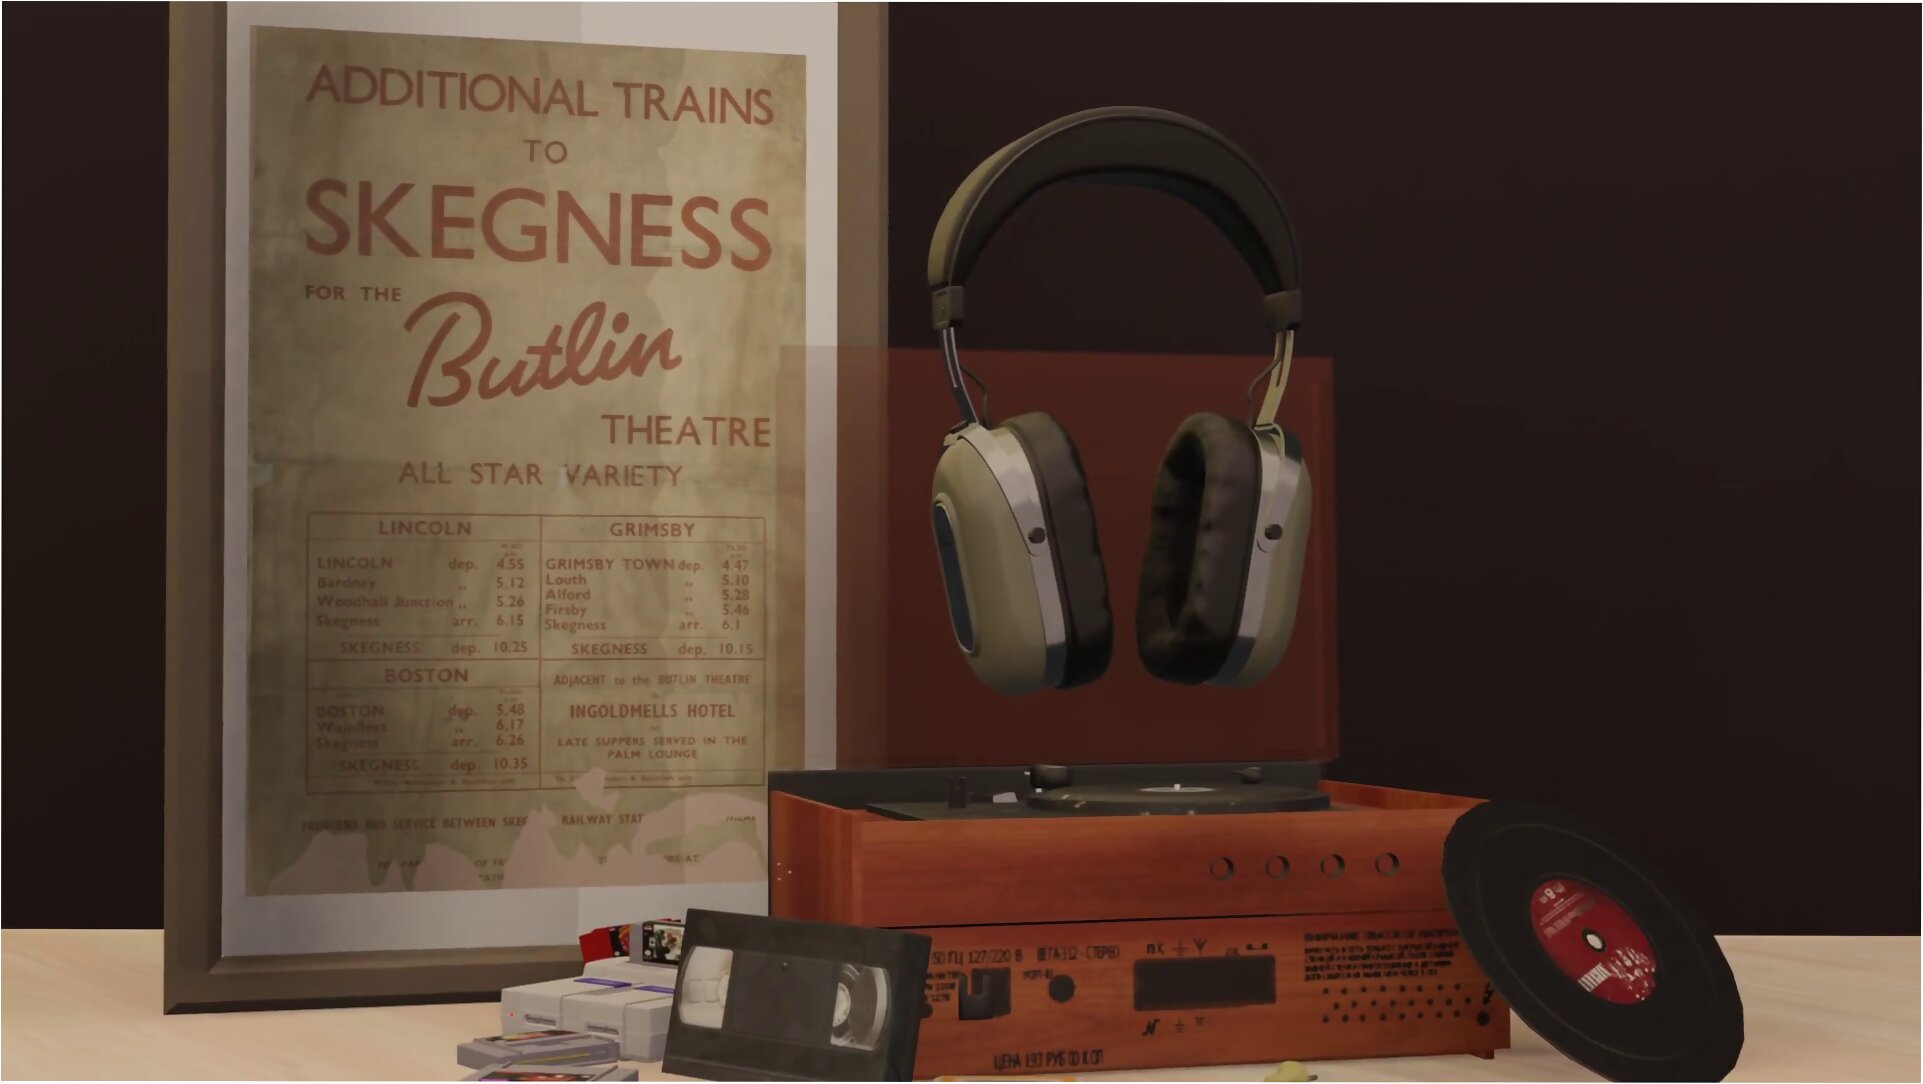 ADDITIONAL TRAINS
TO
SKEGNESS
FOR THE
Butlin
THEATRE
ALL STAR VARIETY
LINCOLN
LINCOLN dep. 4.55
Bardney „ 5.12
Woodhall Junction „ 5.26
Skegness arr. 6.15
SKEGNESS dep. 10.25
GRIMSBY
GRIMSBY TOWN dep. 4.47
Louth „ 5.10
Alford „ 5.28
Firsby „ 5.46
Skegness arr. 6.1
SKEGNESS dep. 10.15
BOSTON
BOSTON dep. 5.48
Wainfleet „ 6.17
Skegness arr. 6.26
SKEGNESS dep. 10.35
ADJACENT to the BUTLIN THEATRE
INGOLDMELLS HOTEL
LATE SUPPERS SERVED IN THE
PALM LOUNGE
FREQUENT BUS SERVICE BETWEEN SKEG RAILWAY STAT
50 ГЦ 127/220 В ВЕГА-312-СТЕРЕО
ЦЕНА 193 РУБ 00 КОП